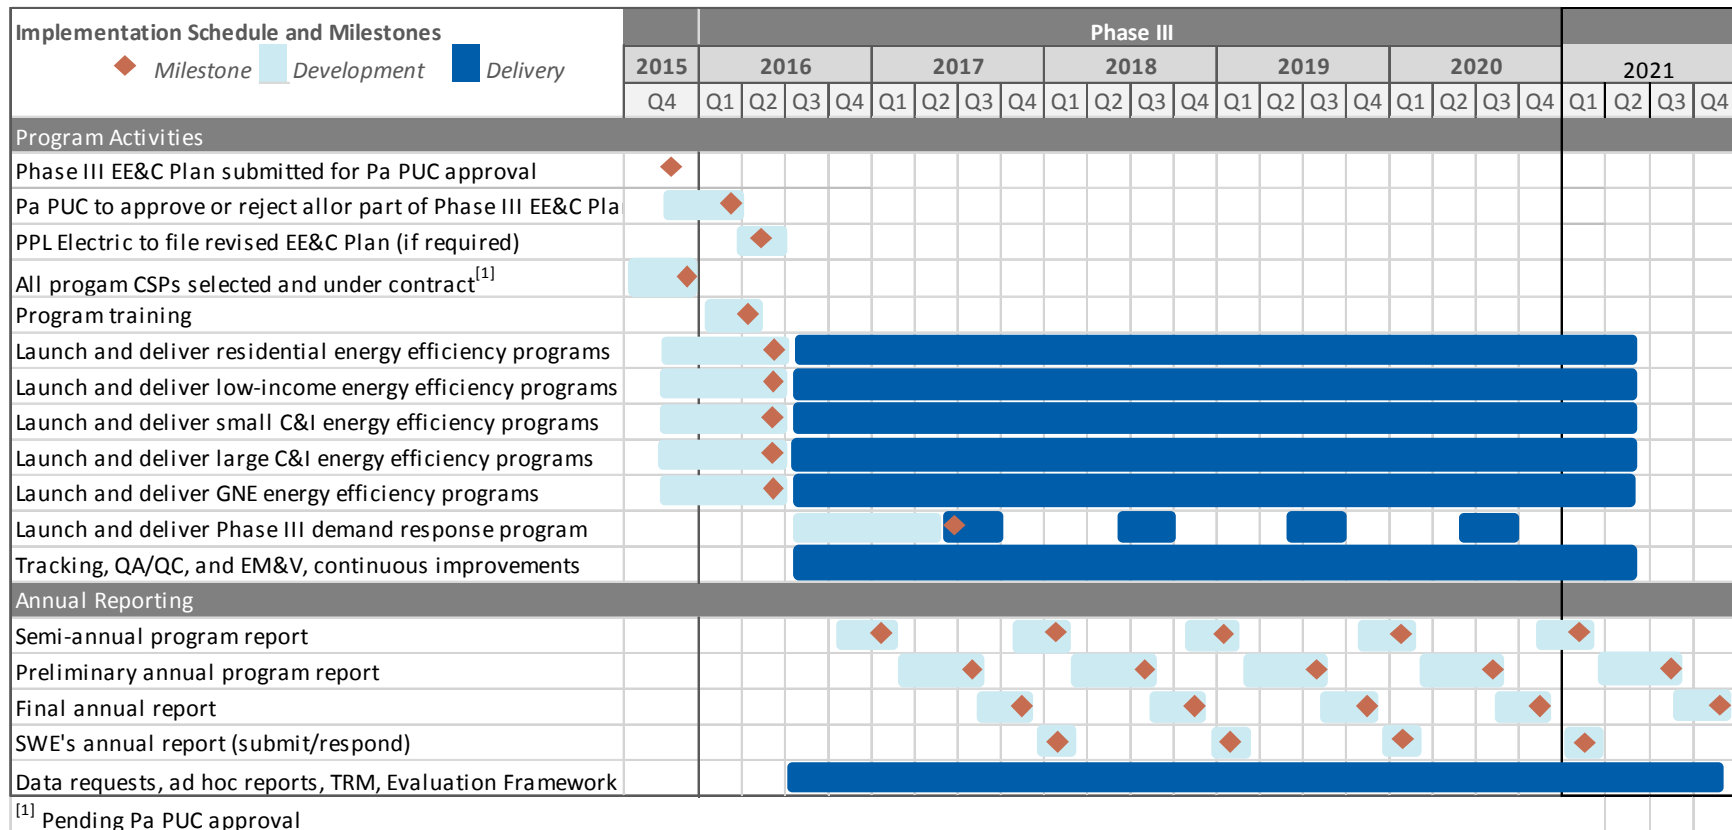 Implementation Schedule and Milestones
Phase III
Milestone Development Delivery
2015 2016 2017 2018 2019 2020 2021
Q4 Q1 Q2 Q3 Q4 Q1 Q2 Q3 Q4 Q1 Q2 Q3 Q4 Q1 Q2 Q3 Q4 Q1 Q2 Q3 Q4 Q1 Q2 Q3 Q4
Program Activities
Phase III EE&C Plan submitted for Pa PUC approval
Pa PUC to approve or reject allor part of Phase III EE&C Pla
PPL Electric to file revised EE&C Plan (if required)
All progam CSPs selected and under contract[1]
Program training
Launch and deliver residential energy efficiency programs
Launch and deliver low-income energy efficiency programs
Launch and deliver small C&I energy efficiency programs
Launch and deliver large C&I energy efficiency programs
Launch and deliver GNE energy efficiency programs
Launch and deliver Phase III demand response program
Tracking, QA/QC, and EM&V, continuous improvements
Annual Reporting
Semi-annual program report
Preliminary annual program report
Final annual report
SWE's annual report (submit/respond)
Data requests, ad hoc reports, TRM, Evaluation Framework
[1] Pending Pa PUC approval